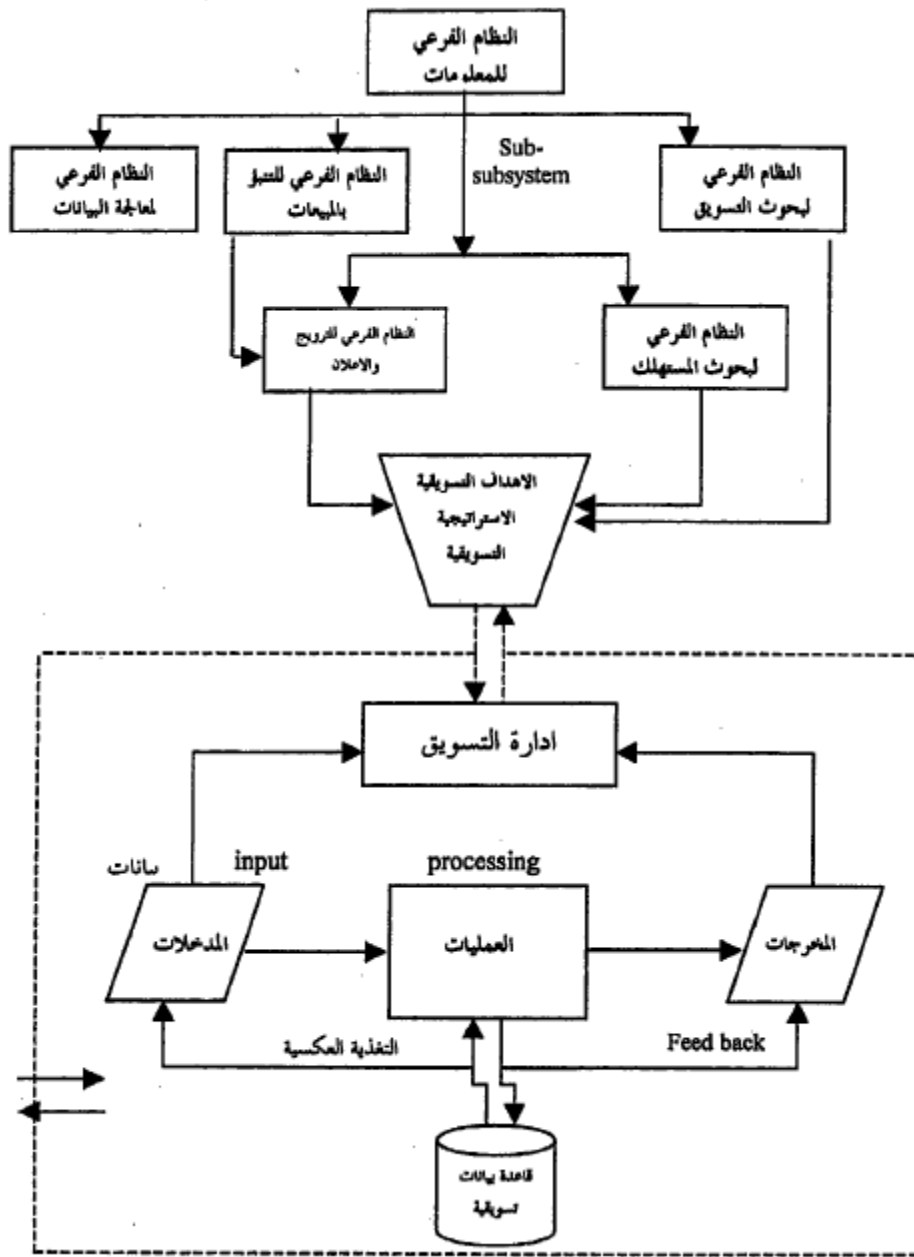 النظام الفرعي
للمعلومات
النظام الفرعي
لبحوث التسويق
Sub-
subsystem
النظام الفرعي للتنبؤ
بالمبيعات
النظام الفرعي
لمعالجة البيانات
النظام الفرعي
لبحوث المستهلك
النظام الفرعي للترويج
والاعلان
الاهداف التسويقية
الاستراتيجية
التسويقية
ادارة التسويق
بيانات
input
processing
المدخلات
العمليات
المخرجات
التغذية العكسية
Feed back
قاعدة بيانات
تسويقية